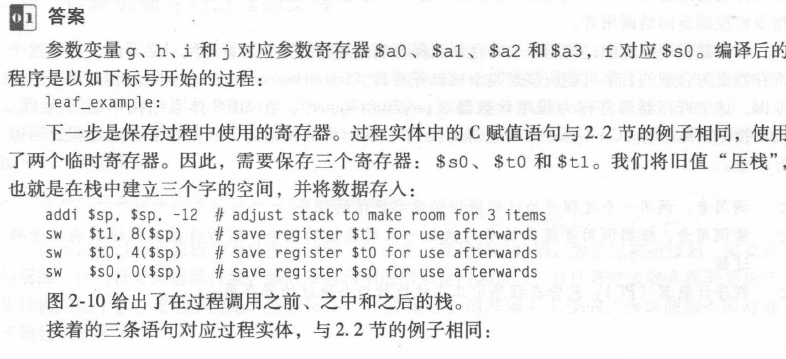 01 答案
参数变量 g、h、i 和 j 对应参数寄存器 $a0、$a1、$a2 和 $a3，f 对应 $s0。编译后的
程序是以如下标号开始的过程：
leaf_example:
下一步是保存过程中使用的寄存器。过程实体中的 C 赋值语句与 2.2 节的例子相同，使用
了两个临时寄存器。因此，需要保存三个寄存器：$s0、$t0 和 $t1。我们将旧值“压栈”，
也就是在栈中建立三个字的空间，并将数据存入：
addi $sp, $sp, -12 # adjust stack to make room for 3 items
sw $t1, 8($sp) # save register $t1 for use afterwards
sw $t0, 4($sp) # save register $t0 for use afterwards
sw $s0, 0($sp) # save register $s0 for use afterwards
图 2-10 给出了在过程调用之前、之中和之后的栈。
接着的三条语句对应过程实体，与 2.2 节的例子相同：